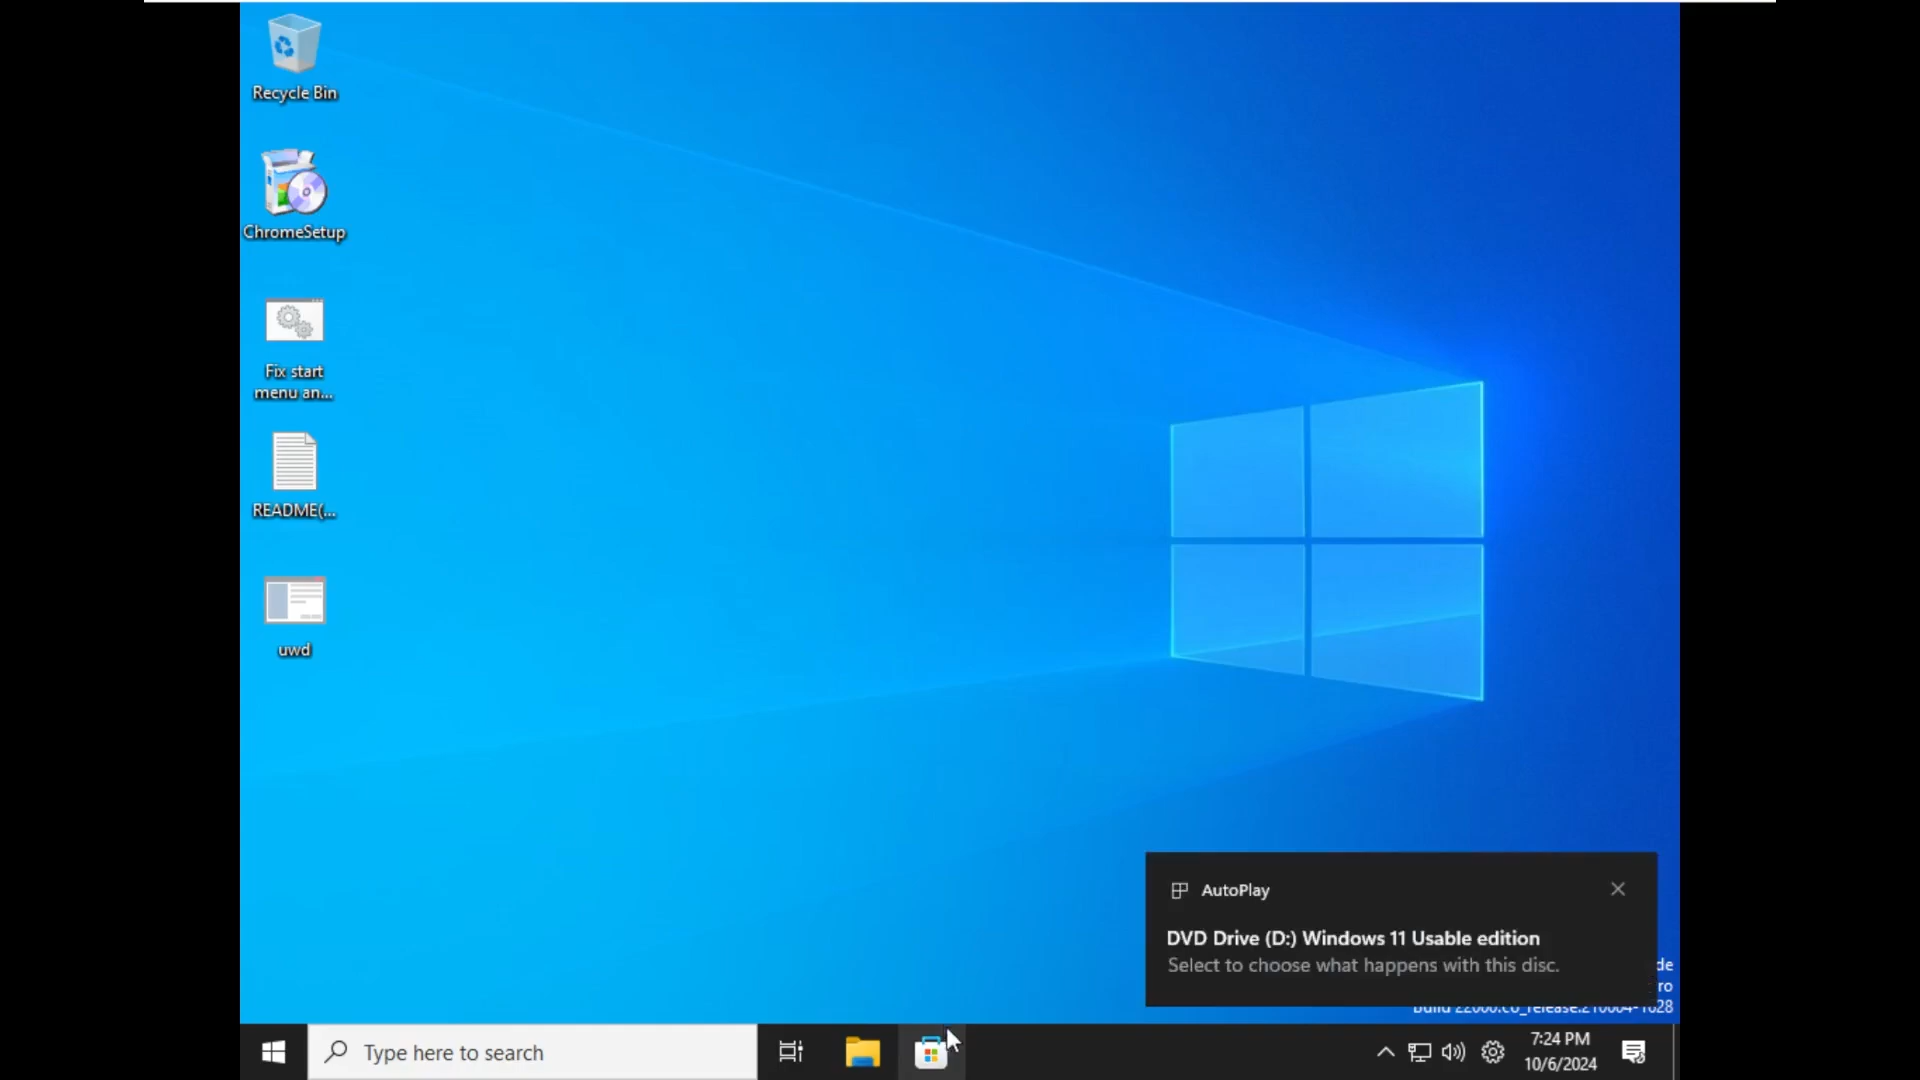 Recycle Bin
ChromeSetup
Fix start
menu an...
README(...
uwd
AutoPlay
DVD Drive (D:) Windows 11 Usable edition
Select to choose what happens with this disc.
de
ro
Build 22000.co_release.210604-1628
Type here to search
7:24 PM
10/6/2024